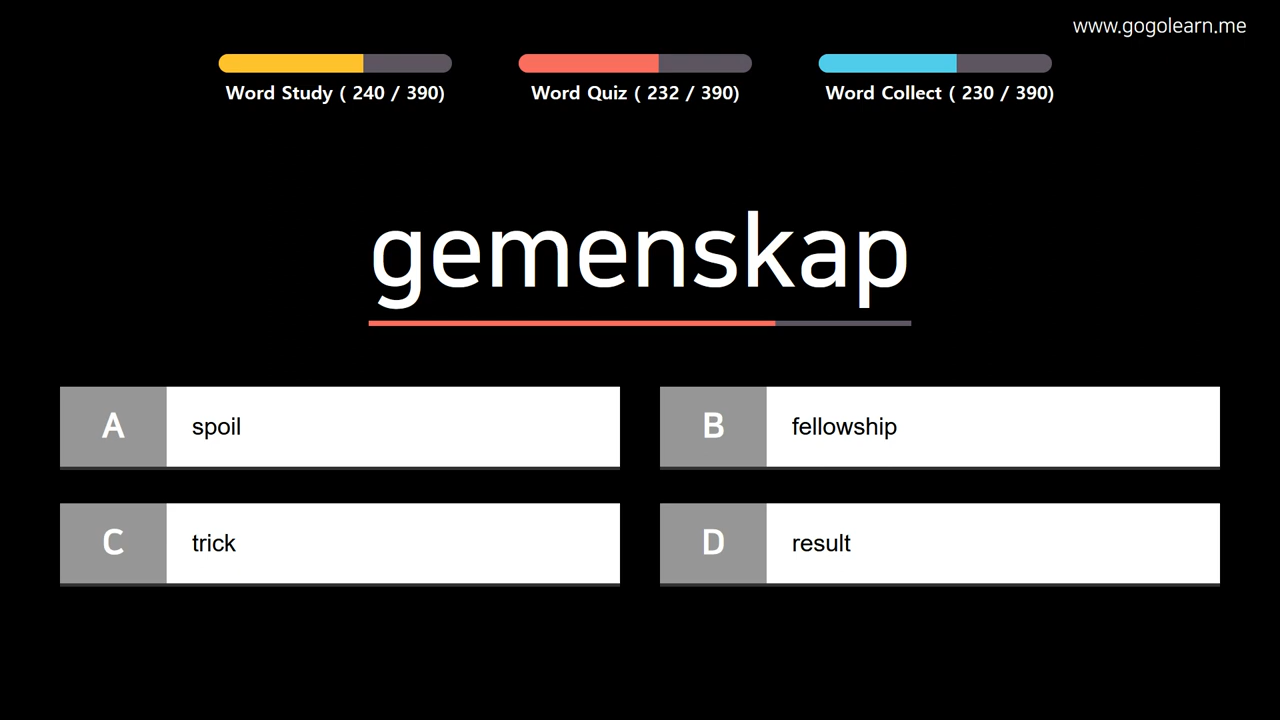 www.gogolearn.me
Word Study ( 240 / 390)
Word Quiz ( 232 / 390)
Word Collect ( 230 / 390)
gemenskap
A spoil
B fellowship
C trick
D result